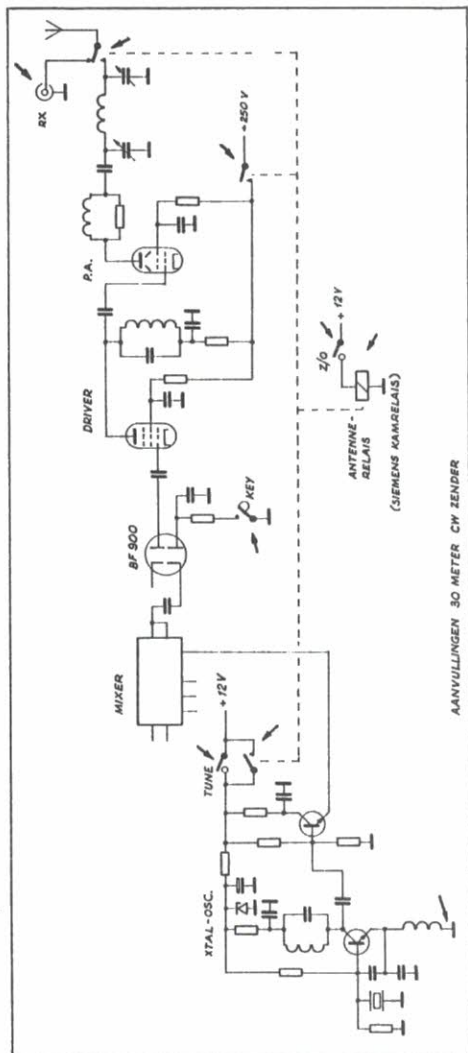 XTAL-OSC.
TUNE
+12V
MIXER
BF 900
KEY
DRIVER
P.A.
RX
+250V
Z/O
+12V
ANTENNE-
RELAIS
(SIEMENS KAMRELAIS)
AANVULLINGEN 30 METER CW ZENDER